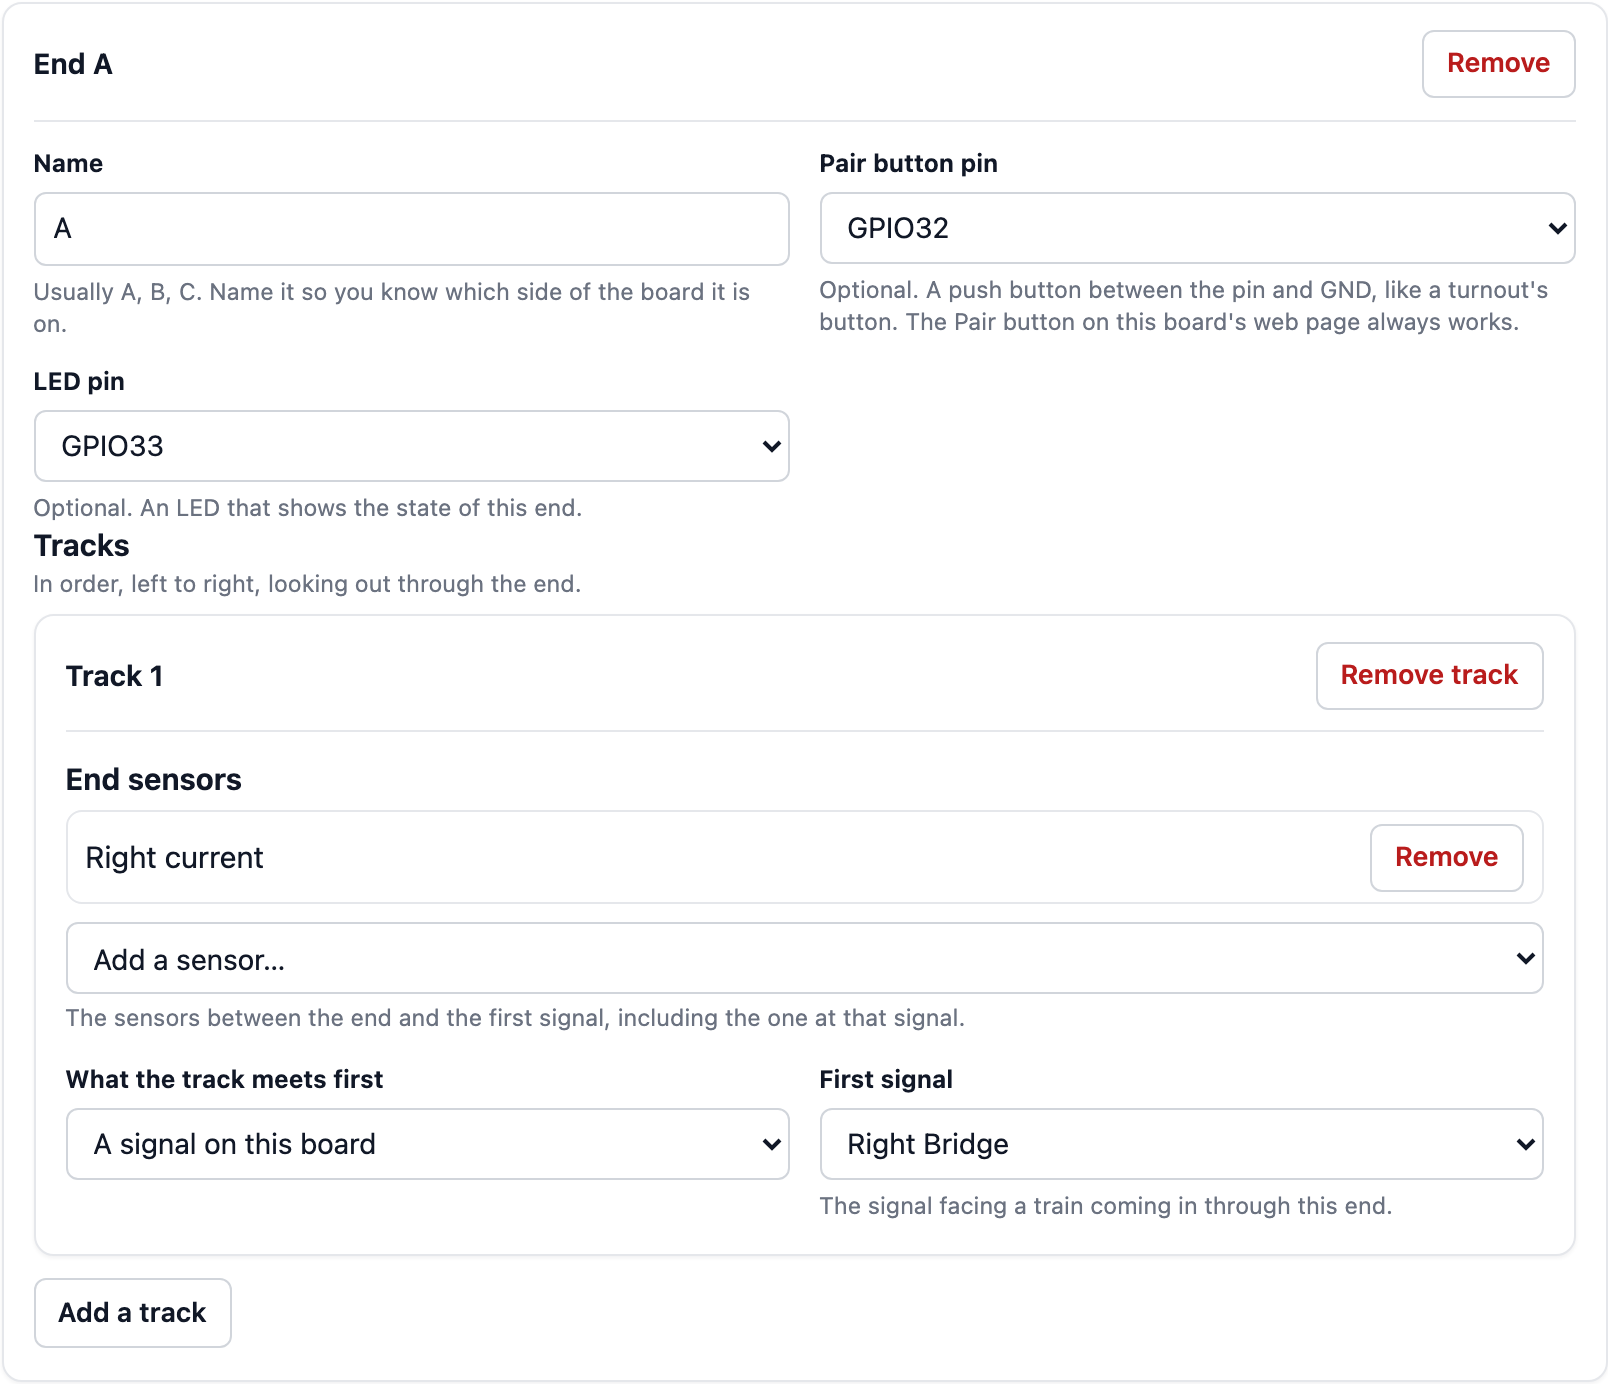 End A
Remove
Name
Pair button pin
A
GPIO32
Usually A, B, C. Name it so you know which side of the board it is
on.
Optional. A push button between the pin and GND, like a turnout's
button. The Pair button on this board's web page always works.
LED pin
GPIO33
Optional. An LED that shows the state of this end.
Tracks
In order, left to right, looking out through the end.
Track 1
Remove track
End sensors
Right current
Remove
Add a sensor...
The sensors between the end and the first signal, including the one at that signal.
What the track meets first
First signal
A signal on this board
Right Bridge
The signal facing a train coming in through this end.
Add a track